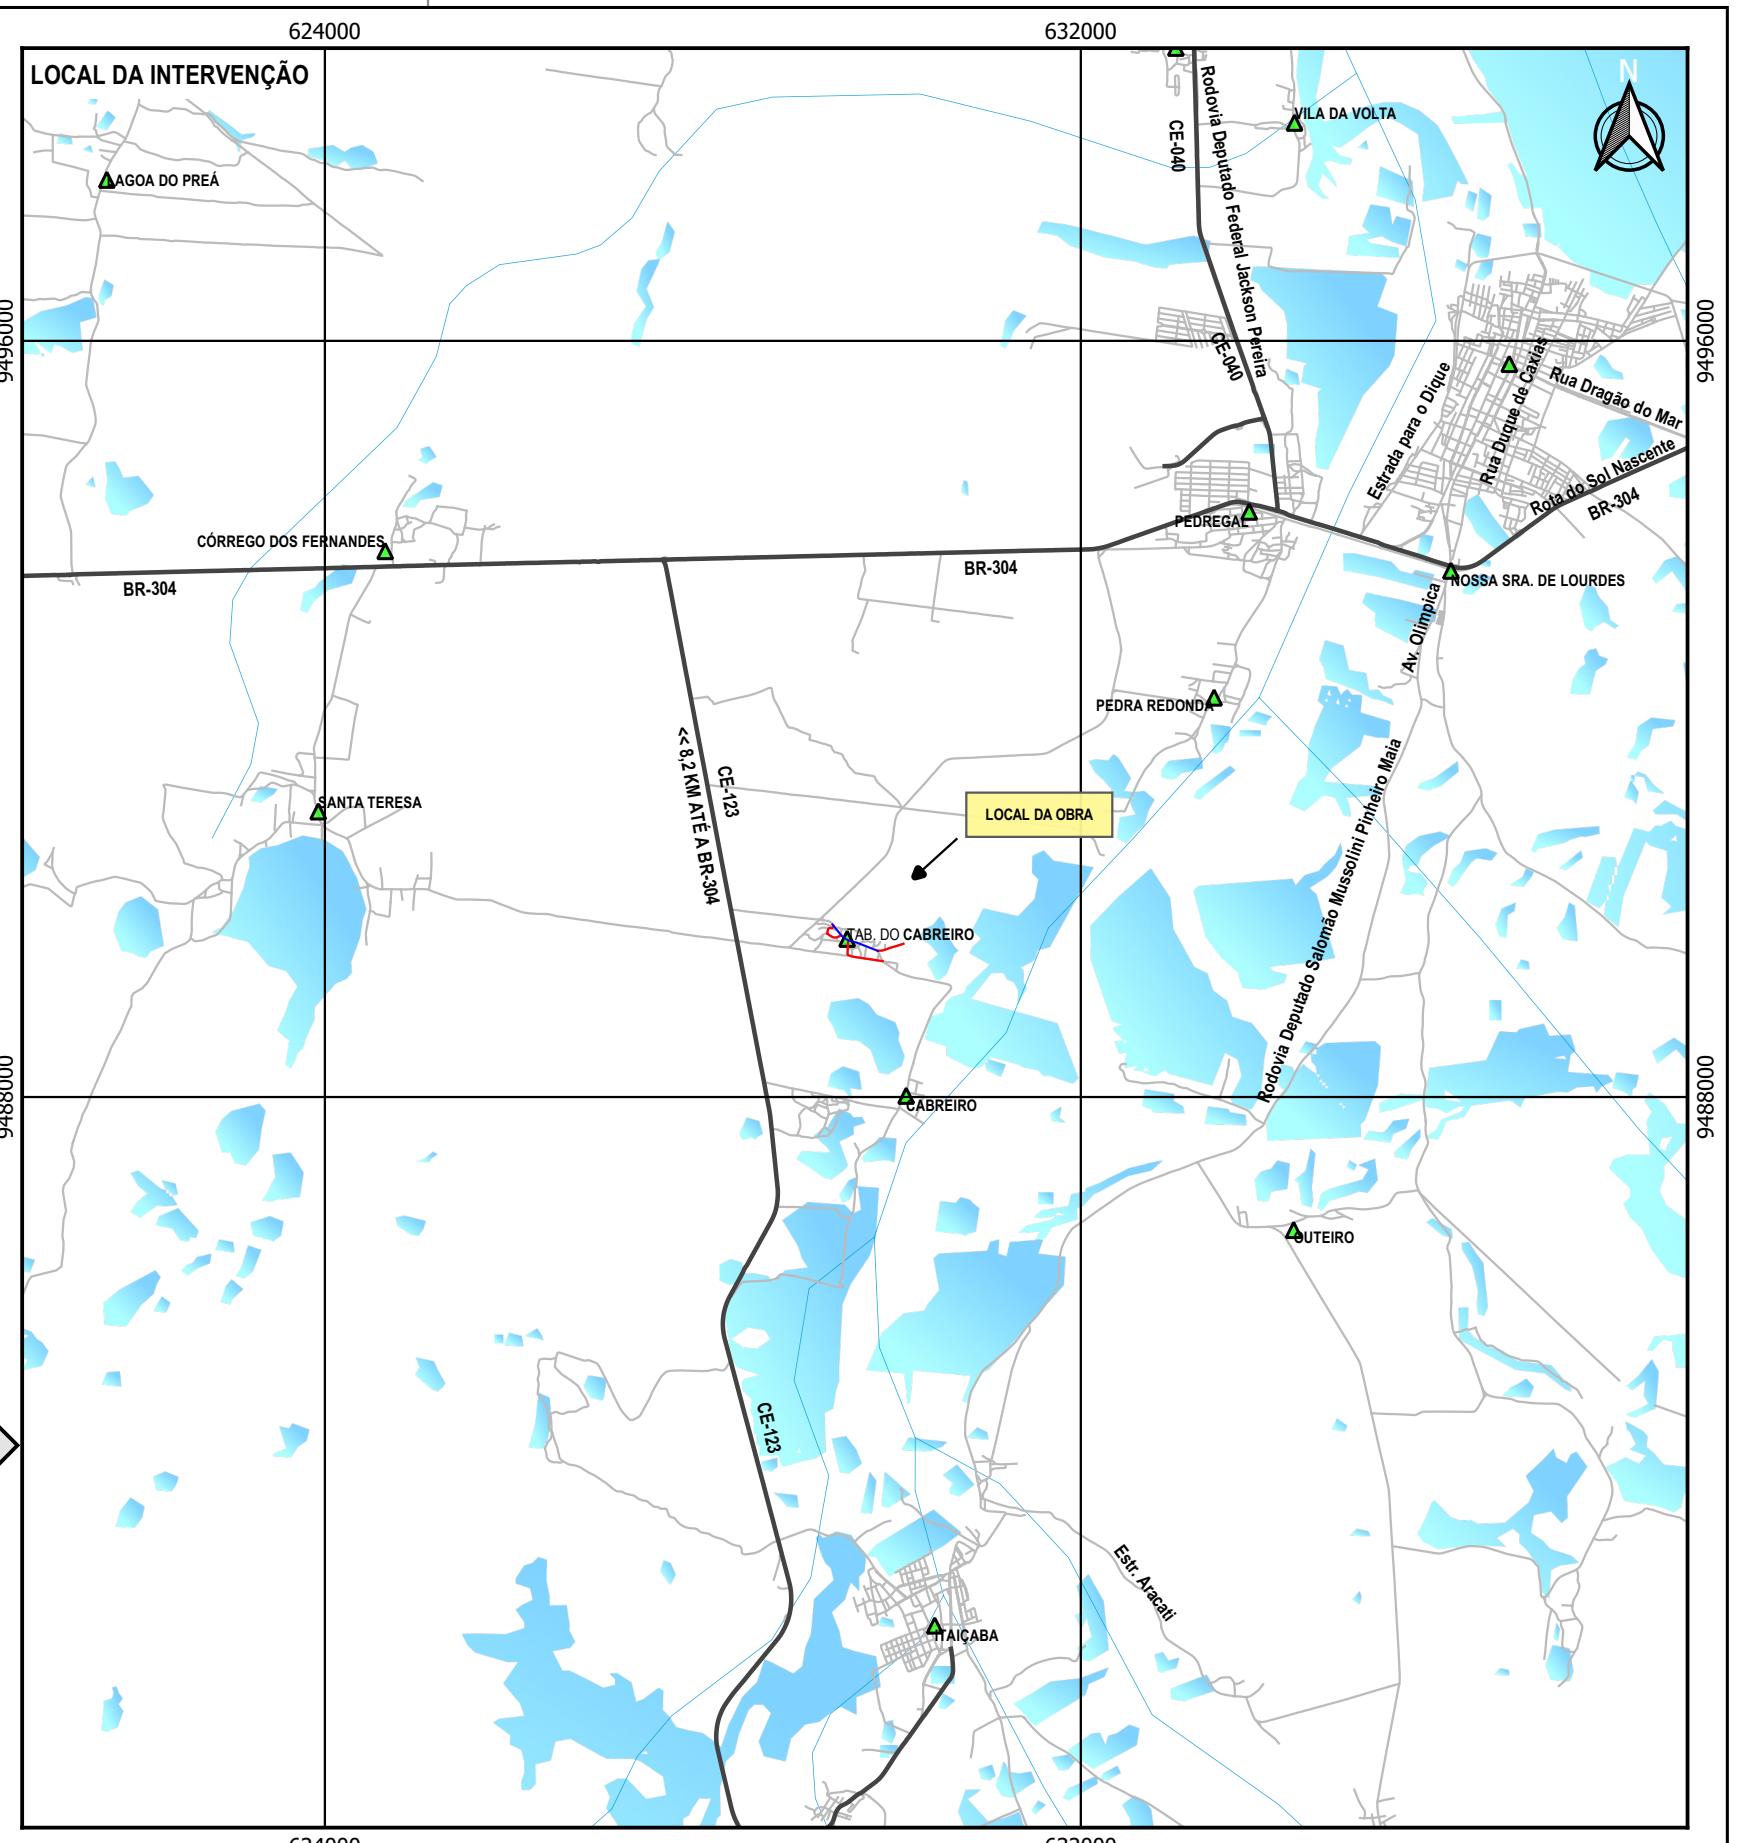 624000
632000
LOCAL DA INTERVENÇÃO
N
VILA DA VOLTA
CE-040
Rodovia Deputado Federal Jackson Pereira
AGOA DO PREÁ
9496000
9496000
CE-040
Estrada para o Dique
Rua Duque de Caxias
Rua Dragão do Mar
Rota do Sol Nascente
BR-304
PEDREGAL
CÓRREGO DOS FERNANDES
BR-304
BR-304
NOSSA SRA. DE LOURDES
Av. Olimpica
PEDRA REDONDA
<< 8,2 KM ATÉ A BR-304
CE-123
Rodovia Deputado Salomão Mussolini Pinheiro Maia
SANTA TERESA
LOCAL DA OBRA
TAB. DO CABREIRO
9488000
9488000
CABREIRO
OUTEIRO
CE-123
Estr. Aracati
ITAIÇABA
624000
632000